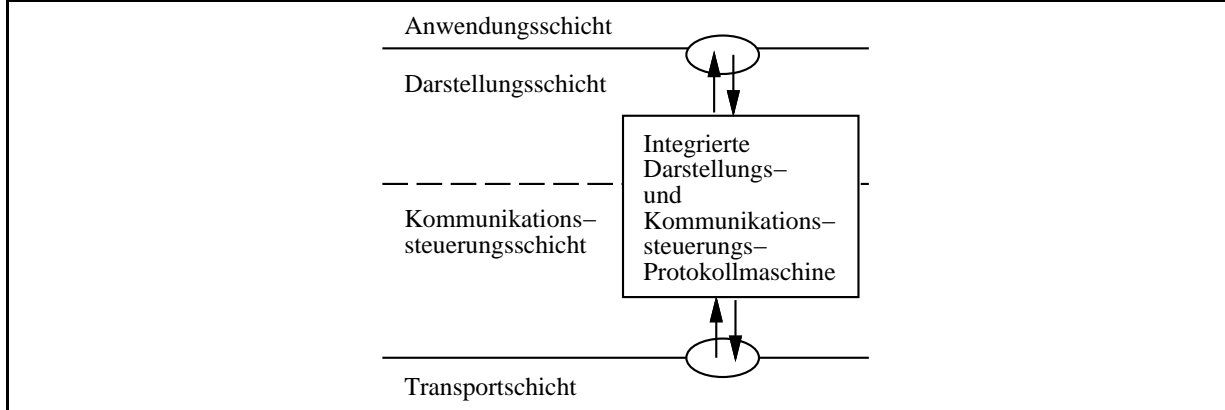 Anwendungsschicht
Darstellungsschicht
Integrierte
Darstellungs−
und
Kommunikations−
steuerungs−
Protokollmaschine
Kommunikations−
steuerungsschicht
Transportschicht